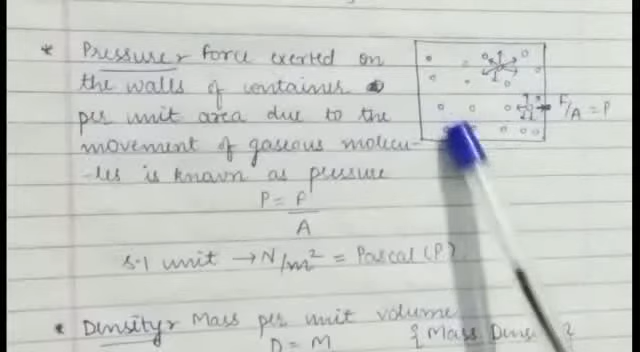 * Pressure → Force exerted on
the walls of container
per unit area due to the
movement of gaseous molecu-
-les is known as pressure
F/A = P
P = F/A
S.I unit → N/m² = Pascal (P)
* Density → Mass per unit volume
D = M { Mass Dens